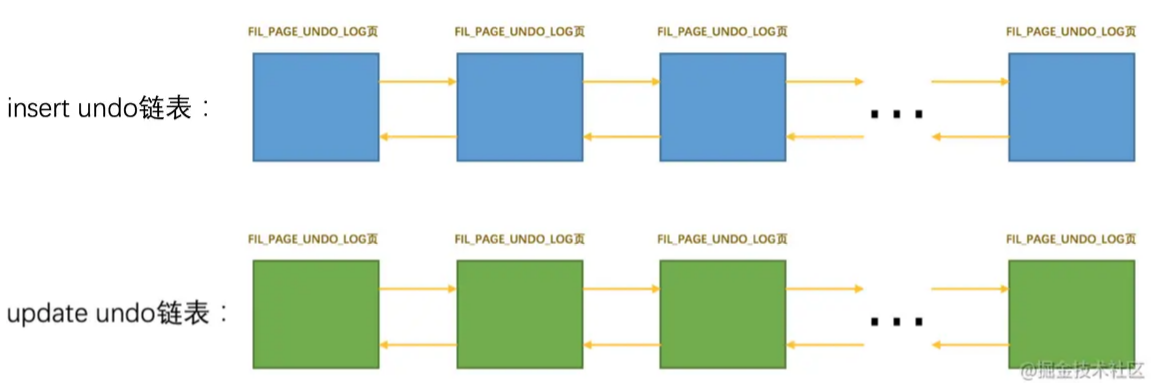 FIL_PAGE_UNDO_LOG页 FIL_PAGE_UNDO_LOG页 FIL_PAGE_UNDO_LOG页 FIL_PAGE_UNDO_LOG页
insert undo链表：
...
FIL_PAGE_UNDO_LOG页 FIL_PAGE_UNDO_LOG页 FIL_PAGE_UNDO_LOG页 FIL_PAGE_UNDO_LOG页
update undo链表：
...
@掘金技术社区